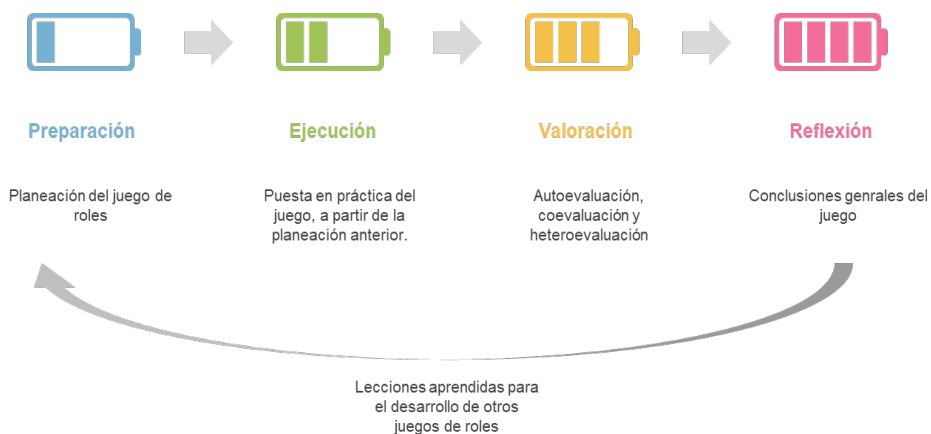 Preparación
Ejecución
Valoración
Reflexión
Planeación del juego de
roles
Puesta en práctica del
juego, a partir de la
planeación anterior.
Autoevaluación,
coevaluación y
heteroevaluación
Conclusiones genrales del
juego
Lecciones aprendidas para
el desarrollo de otros
juegos de roles